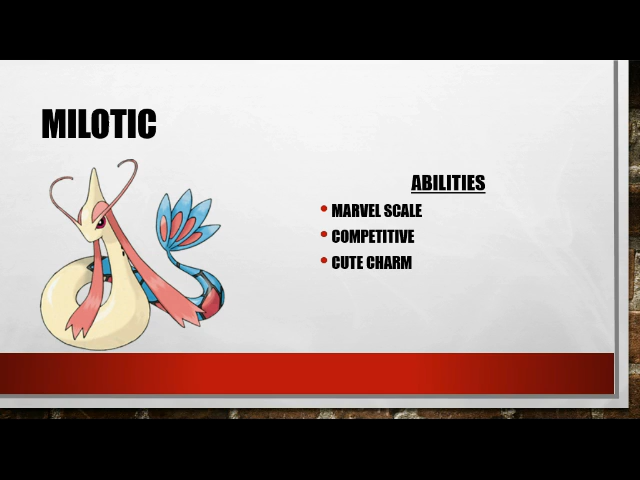 MILOTIC
ABILITIES
• MARVEL SCALE
• COMPETITIVE
• CUTE CHARM